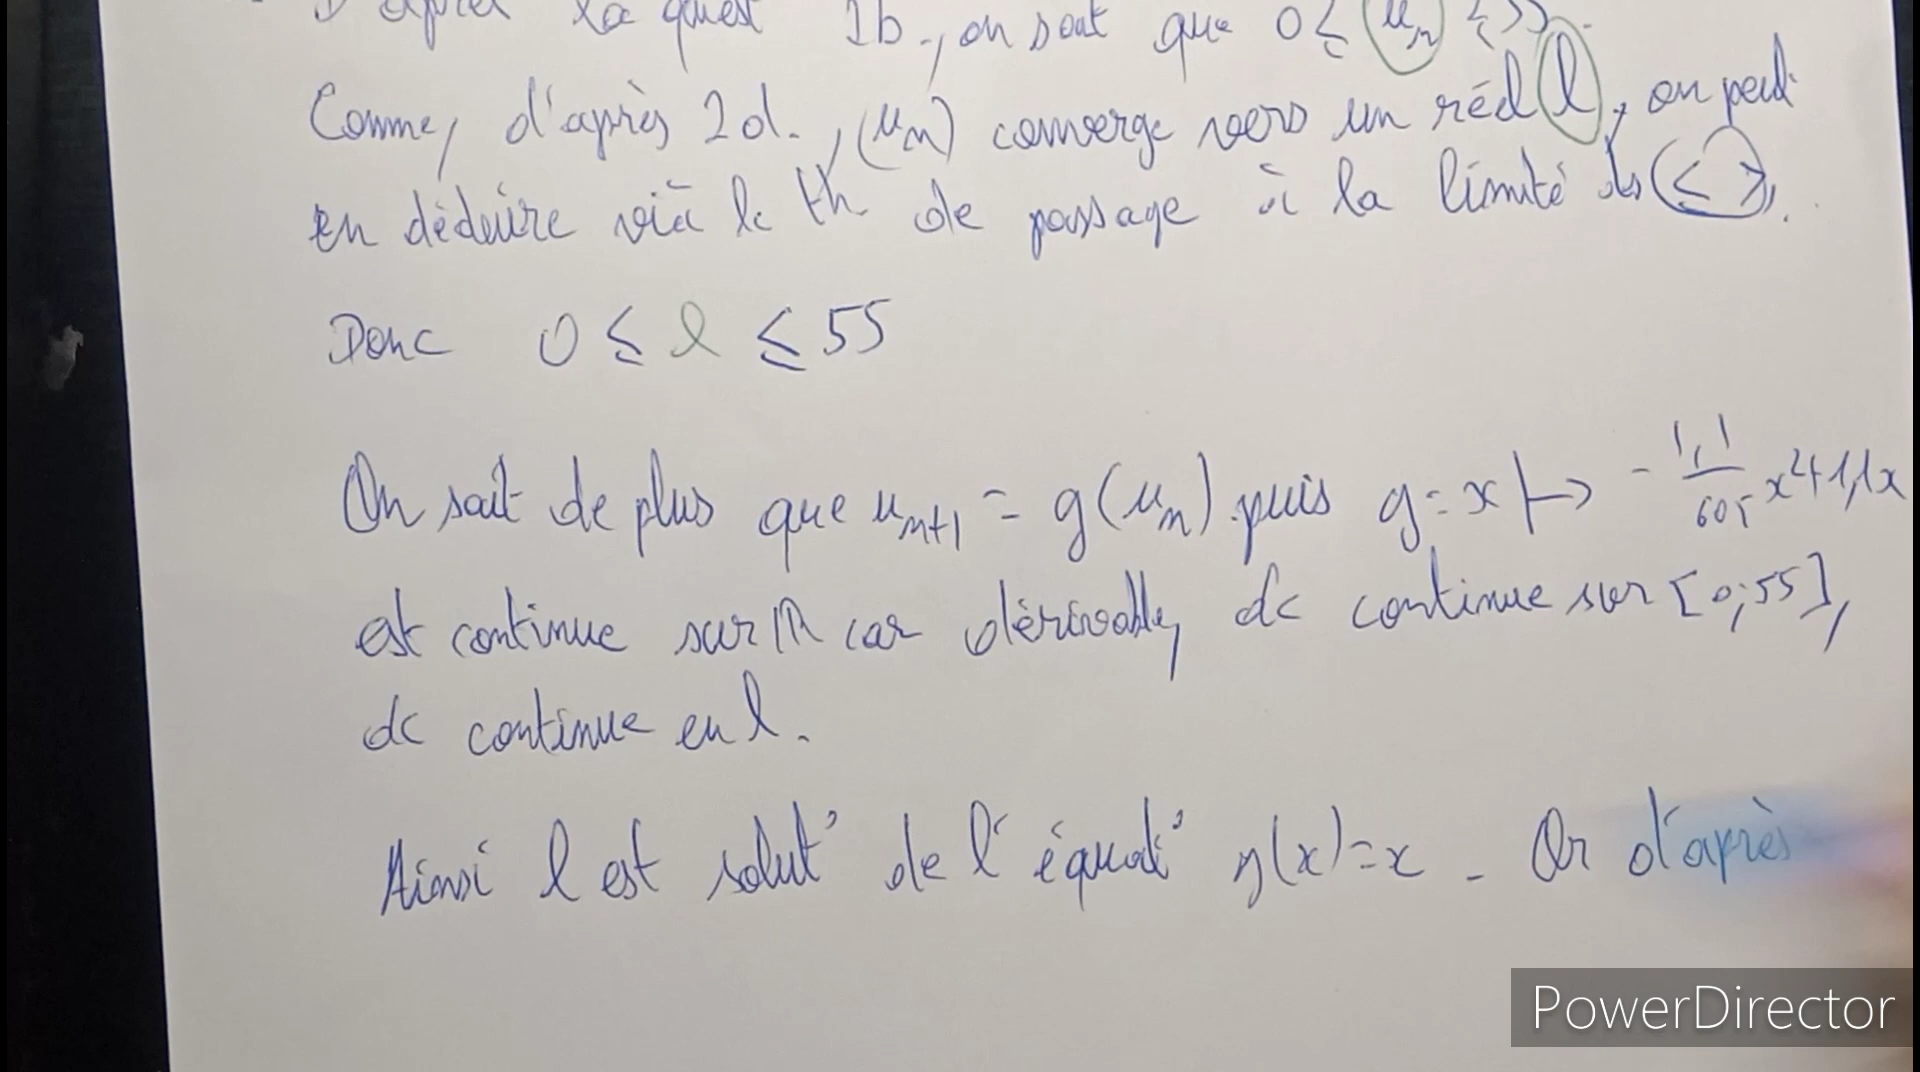 D'après la quest 1b., on sait que 0 ≤ (un) ≤ 55.
Comme, d'après 2d., (un) converge vers un réel l, on peut
en déduire via le th de passage à la limite ds (≤ ),
Donc 0 ≤ l ≤ 55
On sait de plus que un+1 = g(un) puis g: x ↦ - 1,1/605 x²+1,1x
est continue sur ℝ car dérivable, dc continue sur [0;55],
dc continue en l.
Ainsi l est solut° de l'équat° g(x)=x. Or d'après
PowerDirector